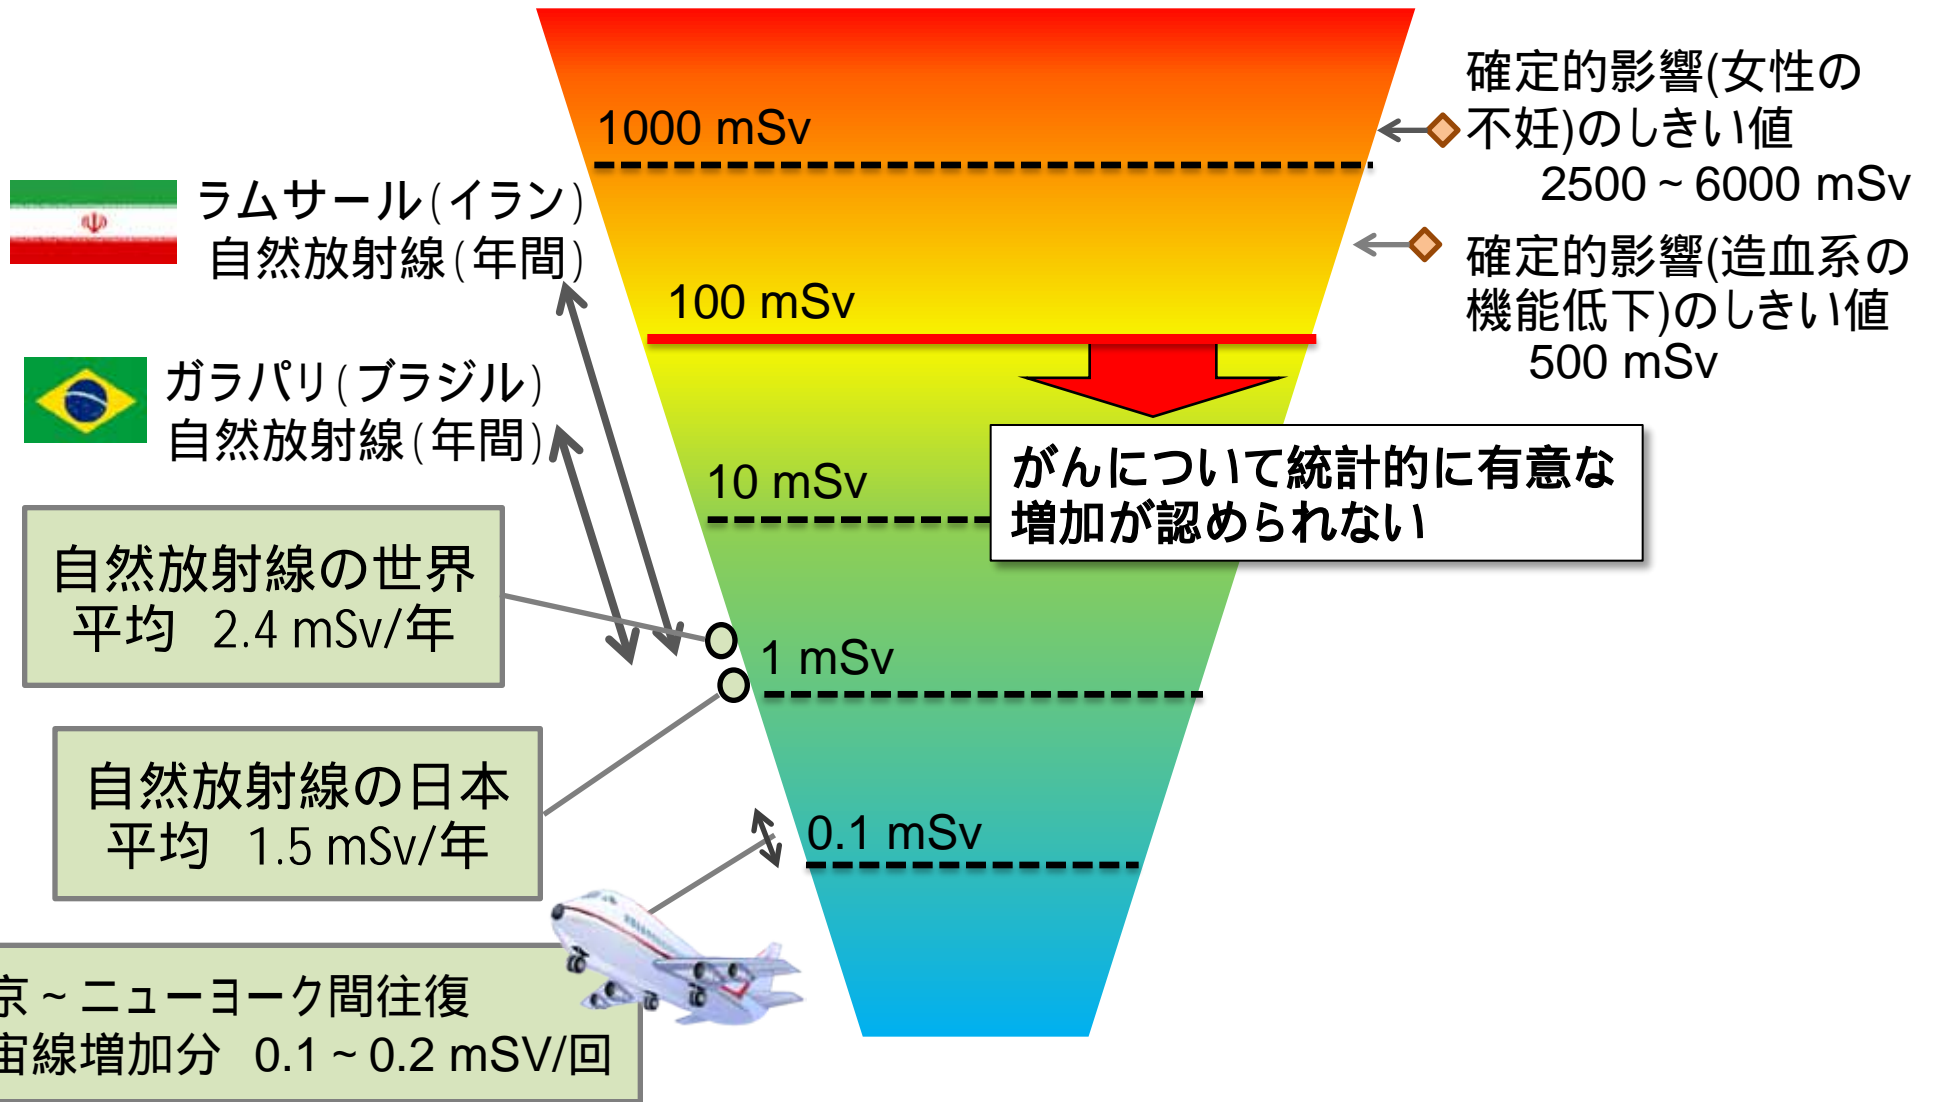 1000 mSv
確定的影響(女性の
不妊)のしきい値
2500 ~ 6000 mSv
ラムサール(イラン)
自然放射線(年間)
確定的影響(造血系の
機能低下)のしきい値
500 mSv
100 mSv
ガラパリ(ブラジル)
自然放射線(年間)
がんについて統計的に有意な
増加が認められない
10 mSv
自然放射線の世界
平均 2.4 mSv/年
1 mSv
自然放射線の日本
平均 1.5 mSv/年
0.1 mSv
京 ~ ニューヨーク間往復
宙線増加分 0.1 ~ 0.2 mSV/回